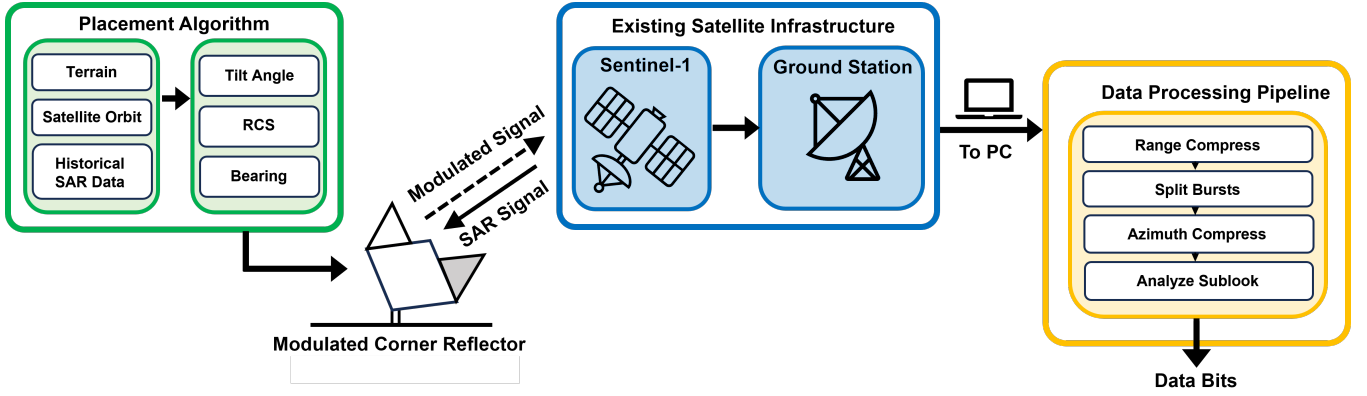 Placement Algorithm
Terrain
Satellite Orbit
Historical
SAR Data
Tilt Angle
RCS
Bearing
Modulated Corner Reflector
Modulated Signal
SAR Signal
Existing Satellite Infrastructure
Sentinel-1
Ground Station
To PC
Data Processing Pipeline
Range Compress
Split Bursts
Azimuth Compress
Analyze Sublook
Data Bits